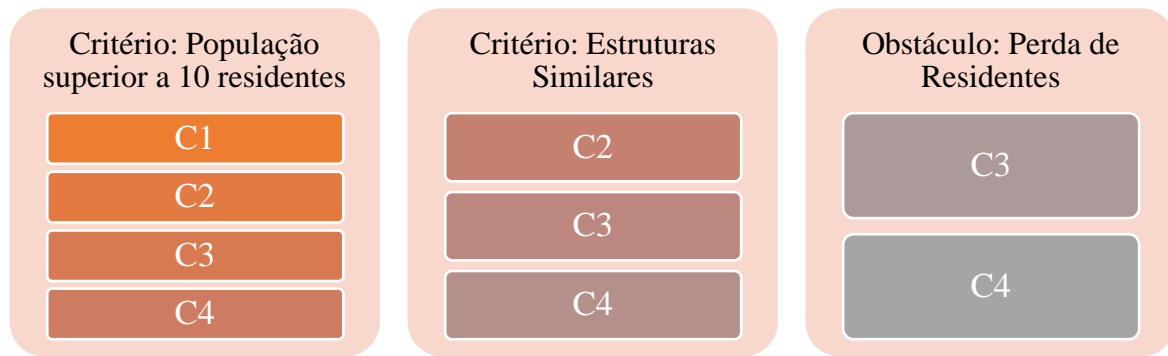 Critério: População
superior a 10 residentes
C1
C2
C3
C4
Critério: Estruturas
Similares
C2
C3
C4
Obstáculo: Perda de
Residentes
C3
C4